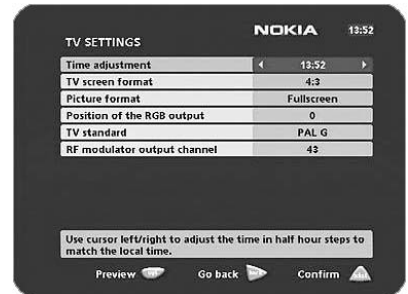 NOKIA 13:52
TV SETTINGS
Time adjustment 13:52
TV screen format 4:3
Picture format Fullscreen
Position of the RGB output 0
TV standard PAL G
RF modulator output channel 43
Use cursor left/right to adjust the time in half hour steps to
match the local time.
Preview Go back Confirm